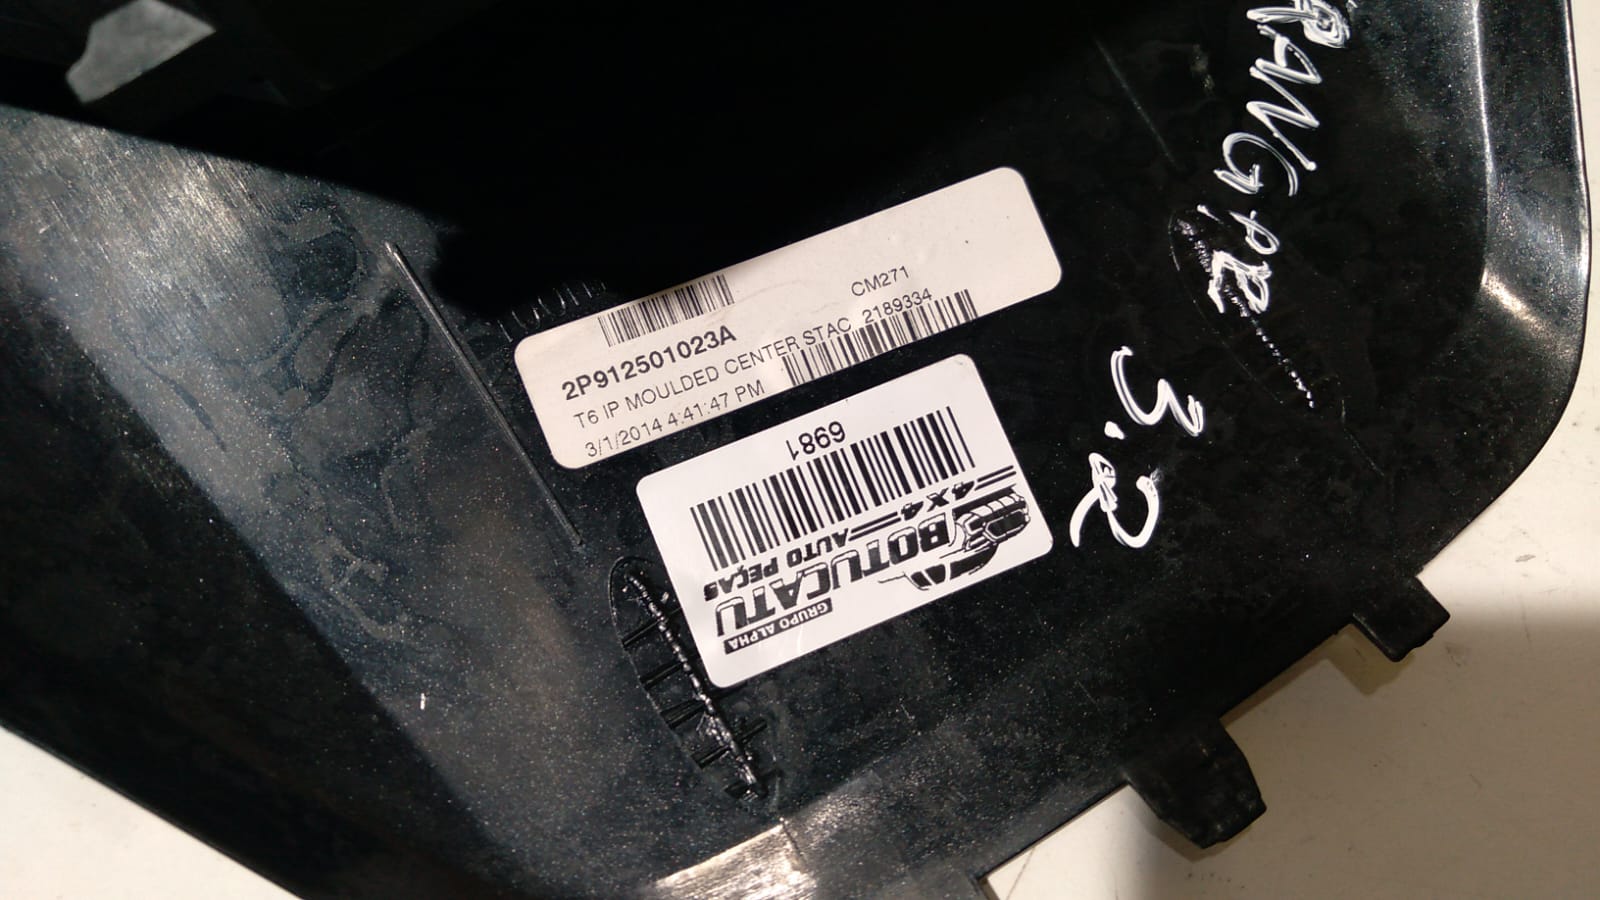 CM271
2P912501023A
T6 IP MOULDED CENTER STAC 2189334
3/1/2014 4:41:47 PM
GRUPO ALPHA
BOTUCATU
AUTO PEÇAS
4X4
6981
3.2